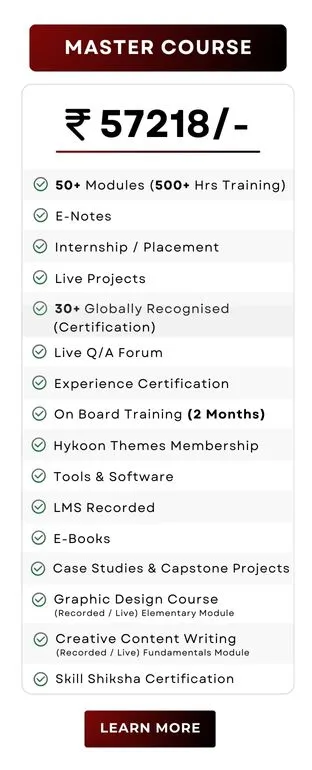 MASTER COURSE
₹ 57218/-
50+ Modules (500+ Hrs Training)
E-Notes
Internship / Placement
Live Projects
30+ Globally Recognised
(Certification)
Live Q/A Forum
Experience Certification
On Board Training (2 Months)
Hykoon Themes Membership
Tools & Software
LMS Recorded
E-Books
Case Studies & Capstone Projects
Graphic Design Course
(Recorded / Live) Elementary Module
Creative Content Writing
(Recorded / Live) Fundamentals Module
Skill Shiksha Certification
LEARN MORE